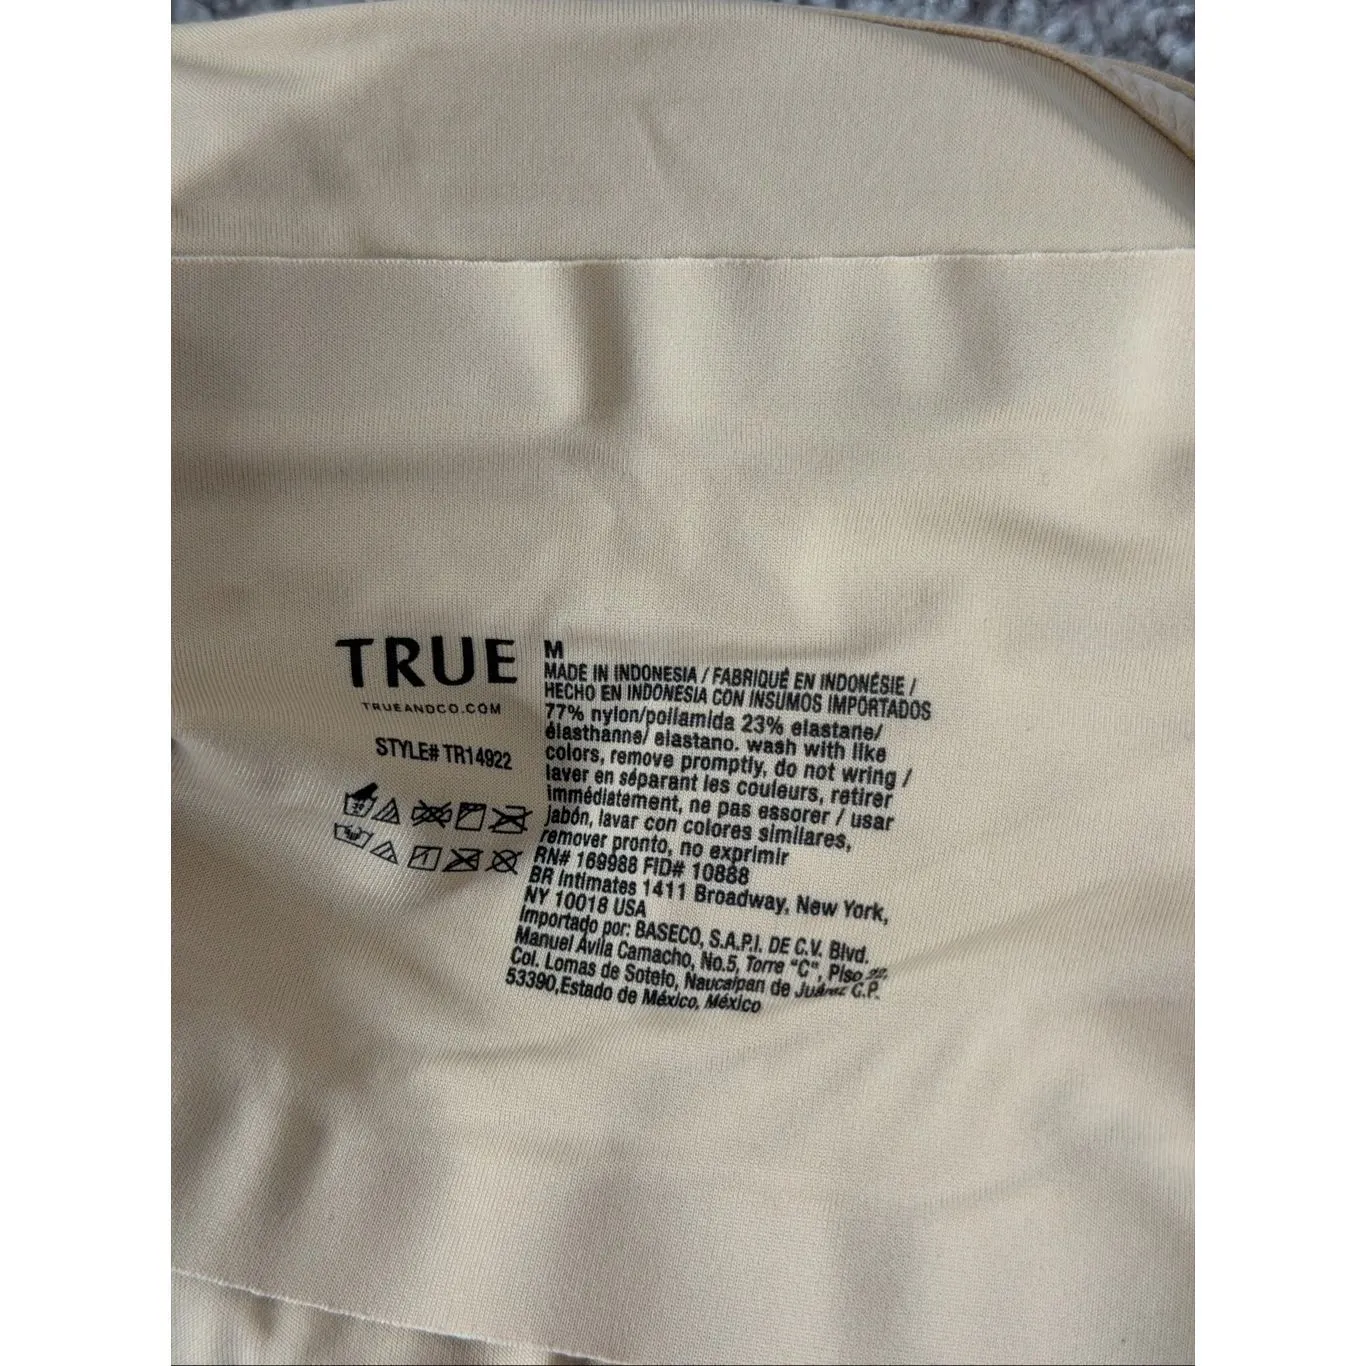 TRUE
TRUEANDCO.COM
STYLE# TR14922
M
MADE IN INDONESIA / FABRIQUÉ EN INDONÉSIE /
HECHO EN INDONESIA CON INSUMOS IMPORTADOS
77% nylon/poliamida 23% elastane/
élasthanne/ elastano. wash with like
colors, remove promptly, do not wring /
laver en séparant les couleurs, retirer
immédiatement, ne pas essorer / usar
jabón, lavar con colores similares,
remover pronto, no exprimir
RN# 169988 FID# 10888
BR Intimates 1411 Broadway, New York,
NY 10018 USA
Importado por: BASECO, S.A.P.I. DE C.V. Blvd.
Manuel Ávila Camacho, No.5, Torre "C", Piso 22,
Col. Lomas de Sotelo, Naucalpan de Juárez C.P.
53390,Estado de México, México